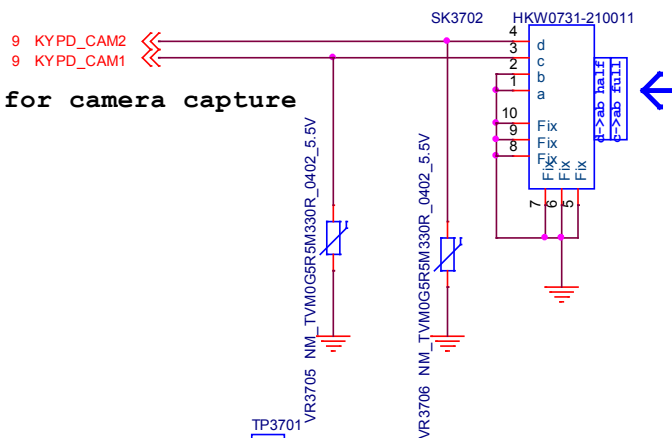 SK3702 HKW0731-210011
9 KYPD_CAM2
9 KYPD_CAM1
for camera capture
4 d
3 c
2 b
1 a
10 Fix
9 Fix
8 Fix
Fix Fix Fix
7 6 5
d->ab half
c->ab full
VR3705 NM_TVM0G5R5M330R_0402_5.5V
VR3706 NM_TVM0G5R5M330R_0402_5.5V
TP3701